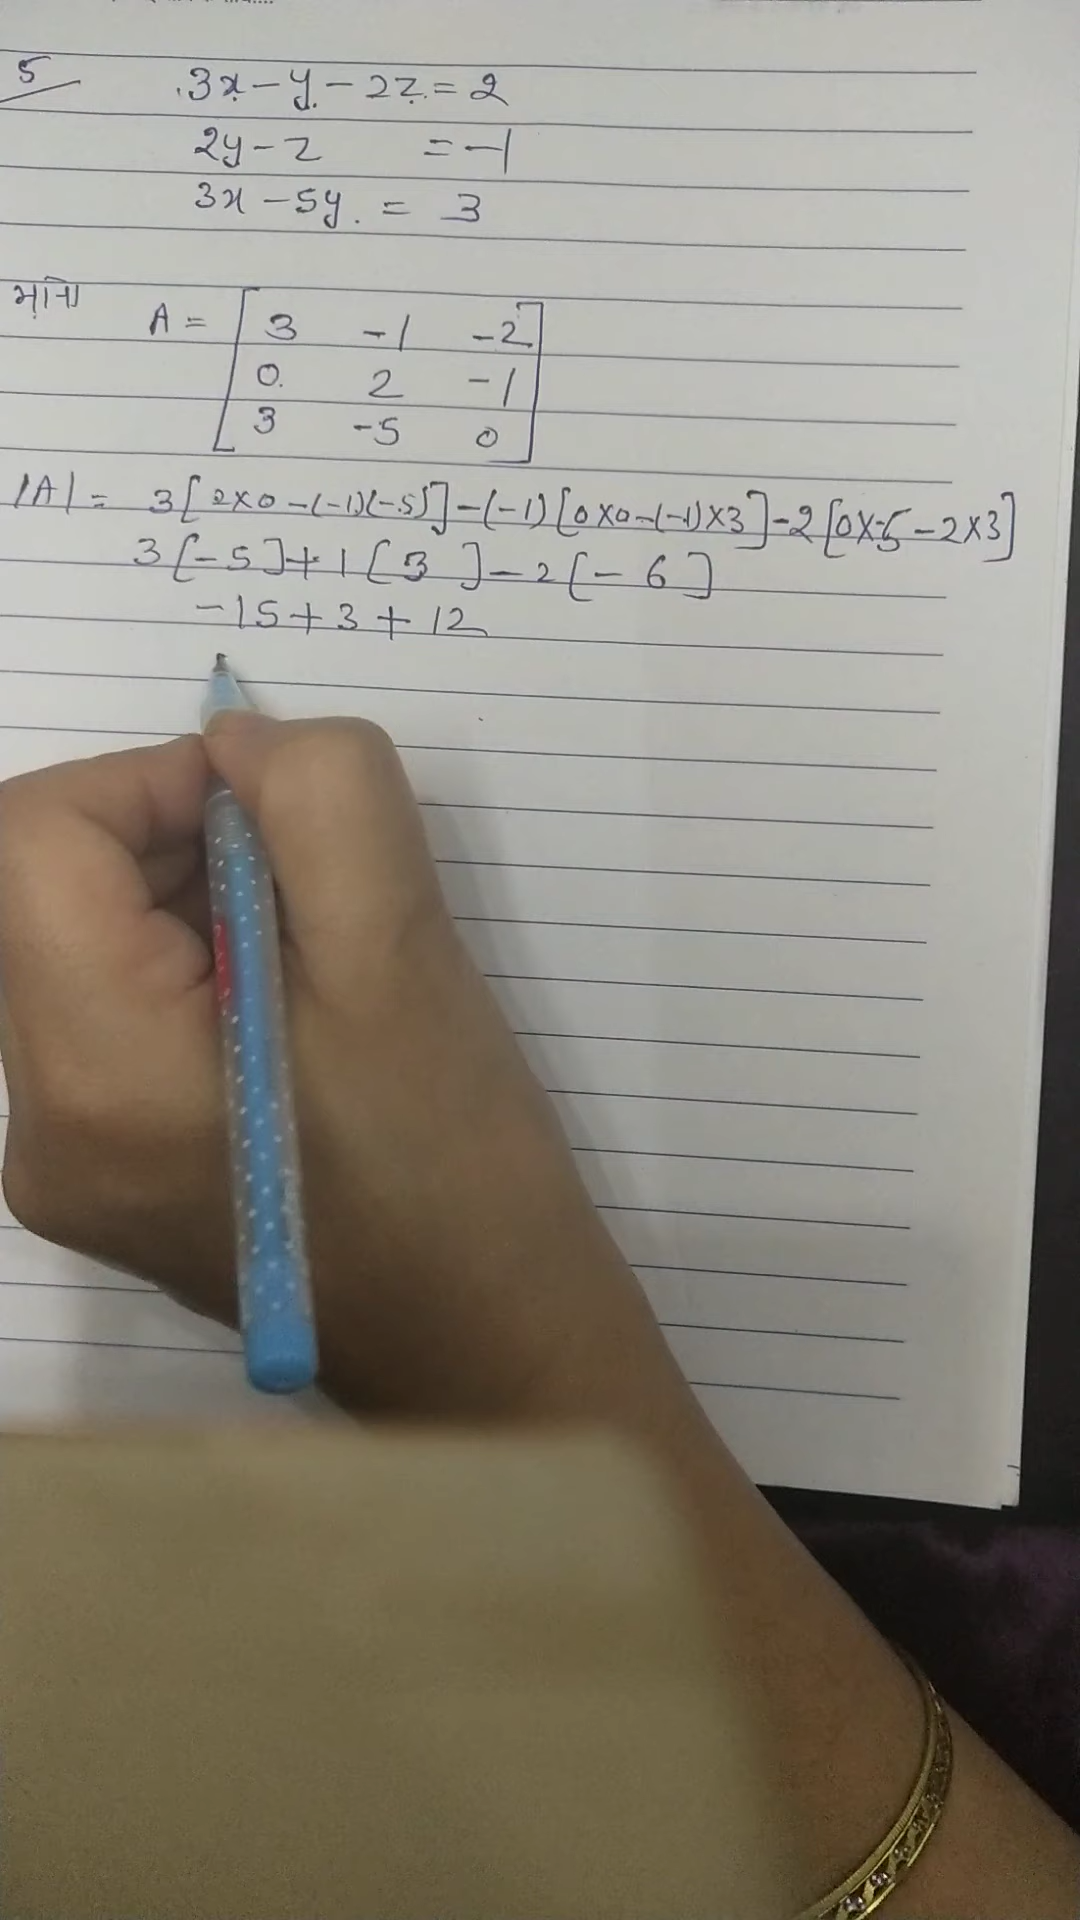 5 3x - y - 2z = 2
2y - z = -1
3x - 5y. = 3
माना A = [ 3 -1 -2
0. 2 -1
3 -5 0 ]
|A| = 3[2×0-(-1)(-5)]-(-1)[0×0-(-1)×3]-2[0×-5-2×3]
3[-5]+1[3]-2[-6]
-15+3+12